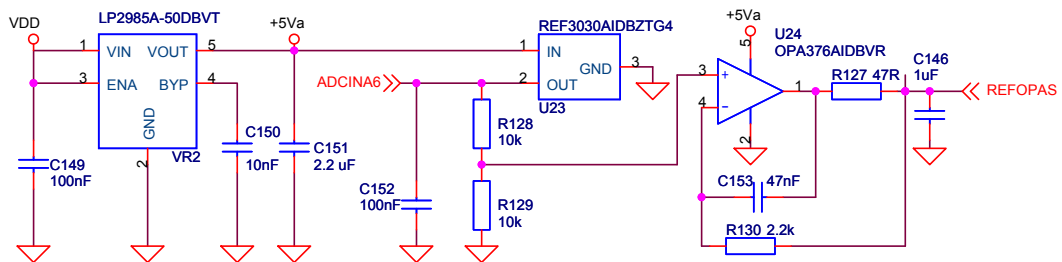 VDD
LP2985A-50DBVT
1 VIN VOUT 5
3 ENA BYP 4
GND
2
VR2
C149
100nF
C150
10nF
+5Va
C151
2.2 uF
ADCINA6
REF3030AIDBZTG4
1 IN
GND 3
2 OUT
U23
R128
10k
R129
10k
C152
100nF
+5Va
5
U24
OPA376AIDBVR
3 +
4 −
1
2
R127 47R
C146
1uF
REFOPAS
C153 47nF
R130 2.2k